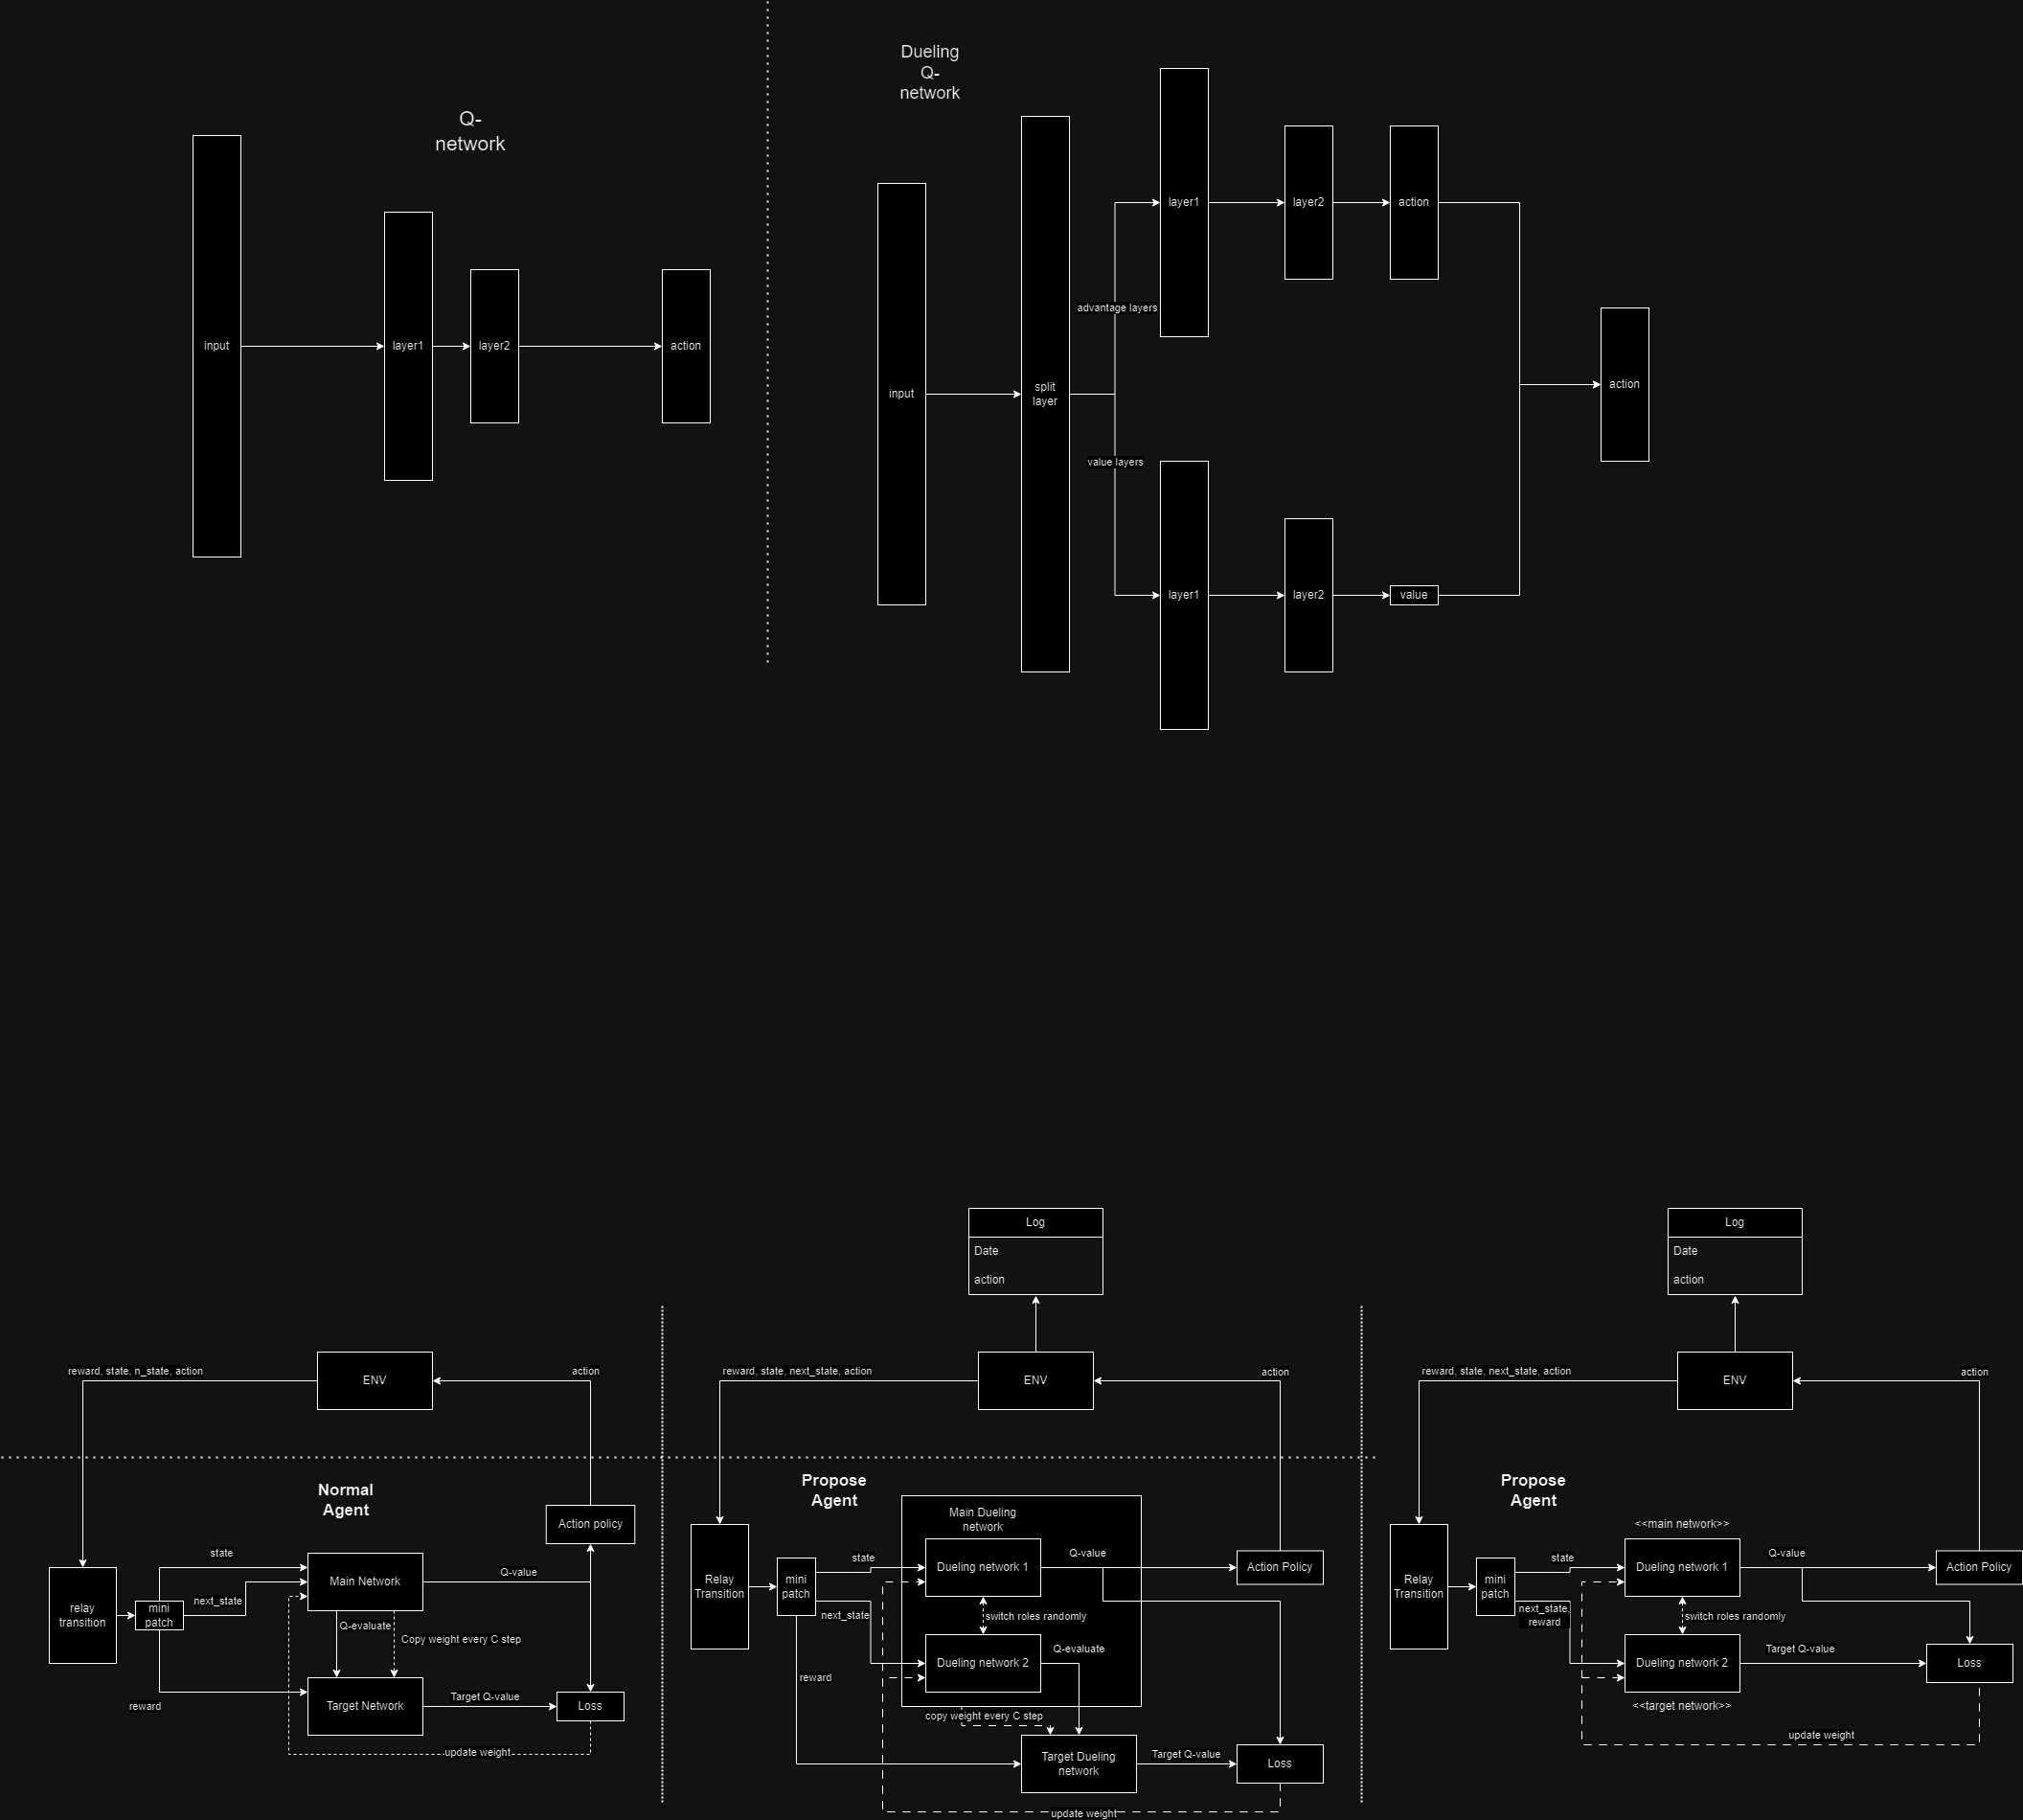 Q-
network
input
layer1
layer2
action
Dueling
Q-
network
input
split
layer
advantage layers
layer1
layer2
action
value layers
layer1
layer2
value
action
reward, state, n_state, action
ENV
action
Normal
Agent
Action policy
relay
transition
mini
patch
state
next_state
reward
Main Network
Q-value
Q-evaluate
Copy weight every C step
Target Network
Target Q-value
Loss
update weight
Log
Date
action
reward, state, next_state, action
ENV
action
Propose
Agent
Main Dueling
network
Relay
Transition
mini
patch
state
next_state
reward
Dueling network 1
Q-value
Action Policy
switch roles randomly
Dueling network 2
Q-evaluate
copy weight every C step
Target Dueling
network
Target Q-value
Loss
update weight
Log
Date
action
reward, state, next_state, action
ENV
action
Propose
Agent
<<main network>>
Relay
Transition
mini
patch
state
next_state,
reward
Dueling network 1
Q-value
Action Policy
switch roles randomly
Dueling network 2
Target Q-value
Loss
<<target network>>
update weight